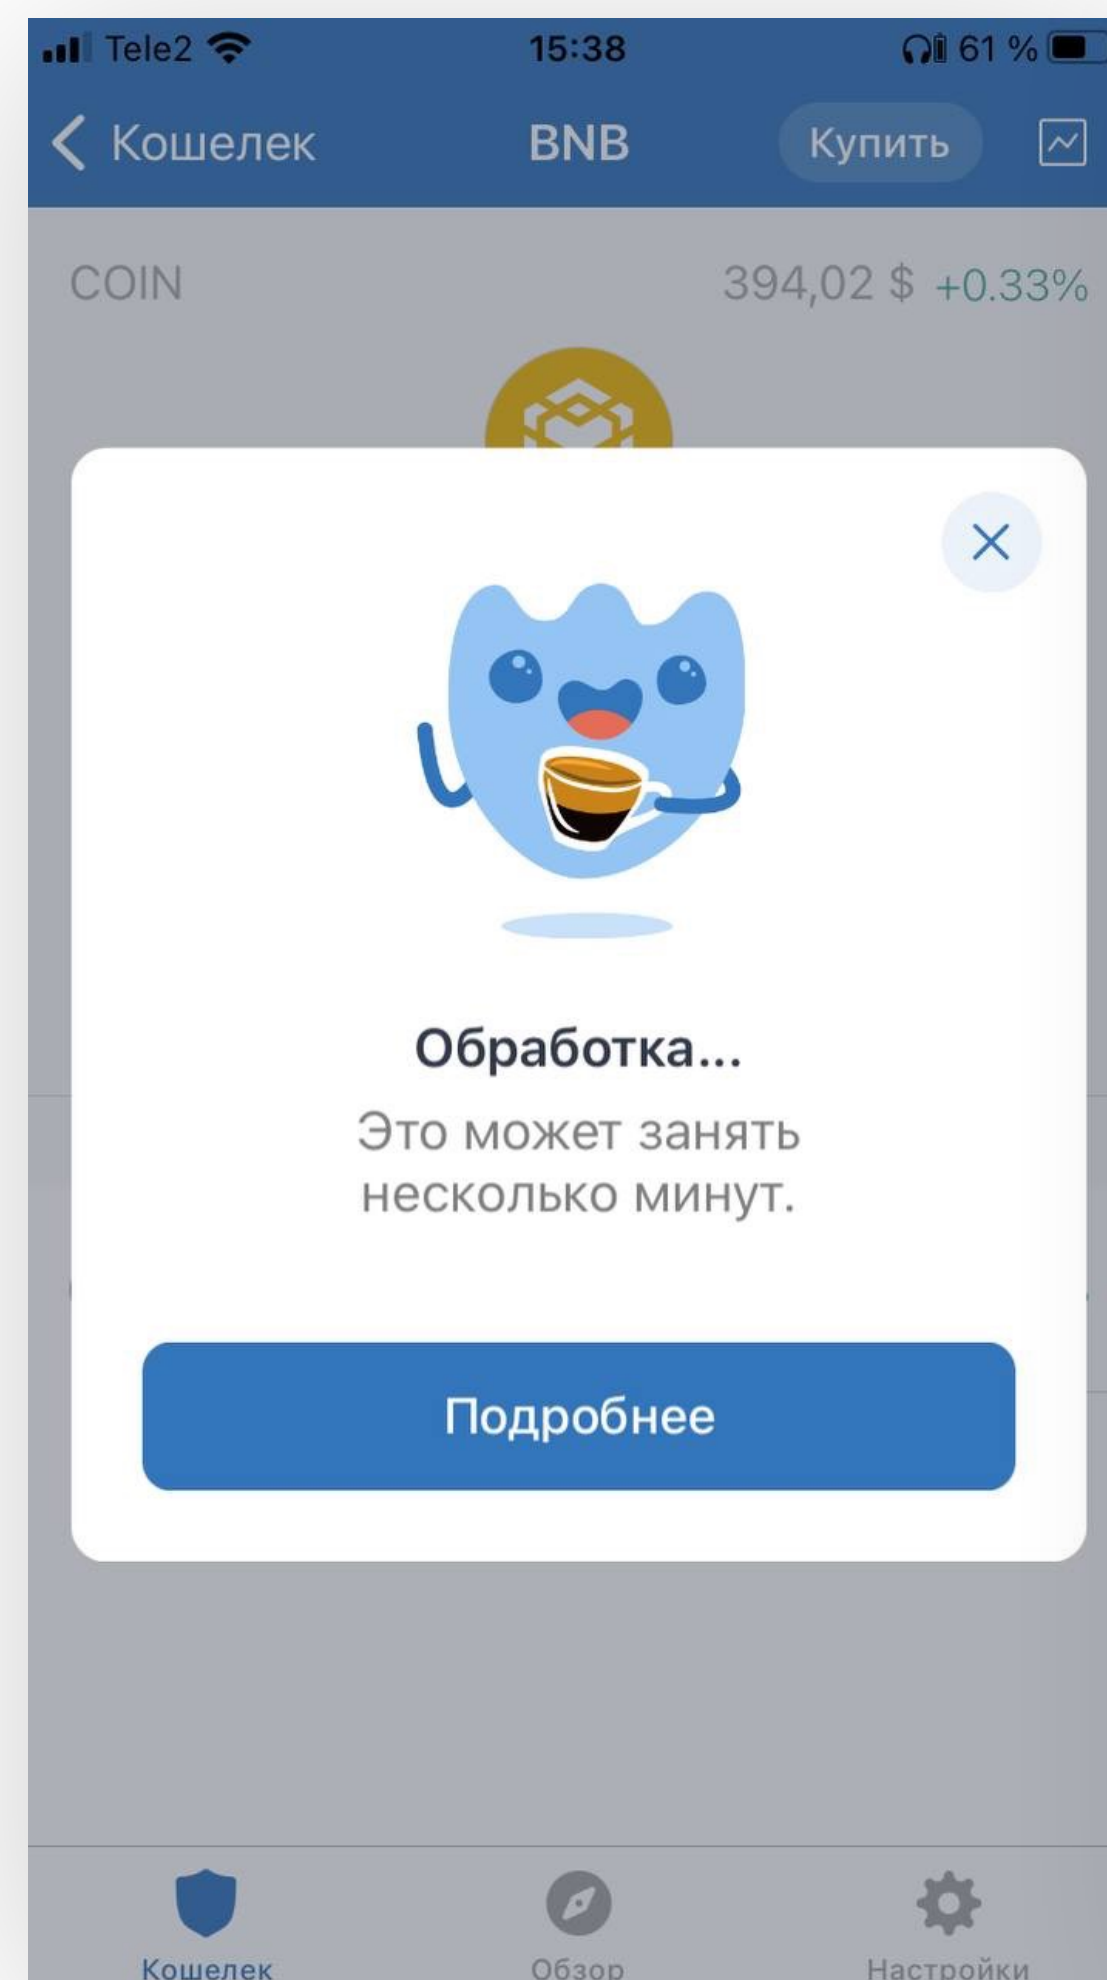 Tele2 15:38 61 %
Кошелек BNB Купить
COIN 394,02 $ +0.33%
Обработка...
Это может занять
несколько минут.
Подробнее
Кошелек Обзор Настройки